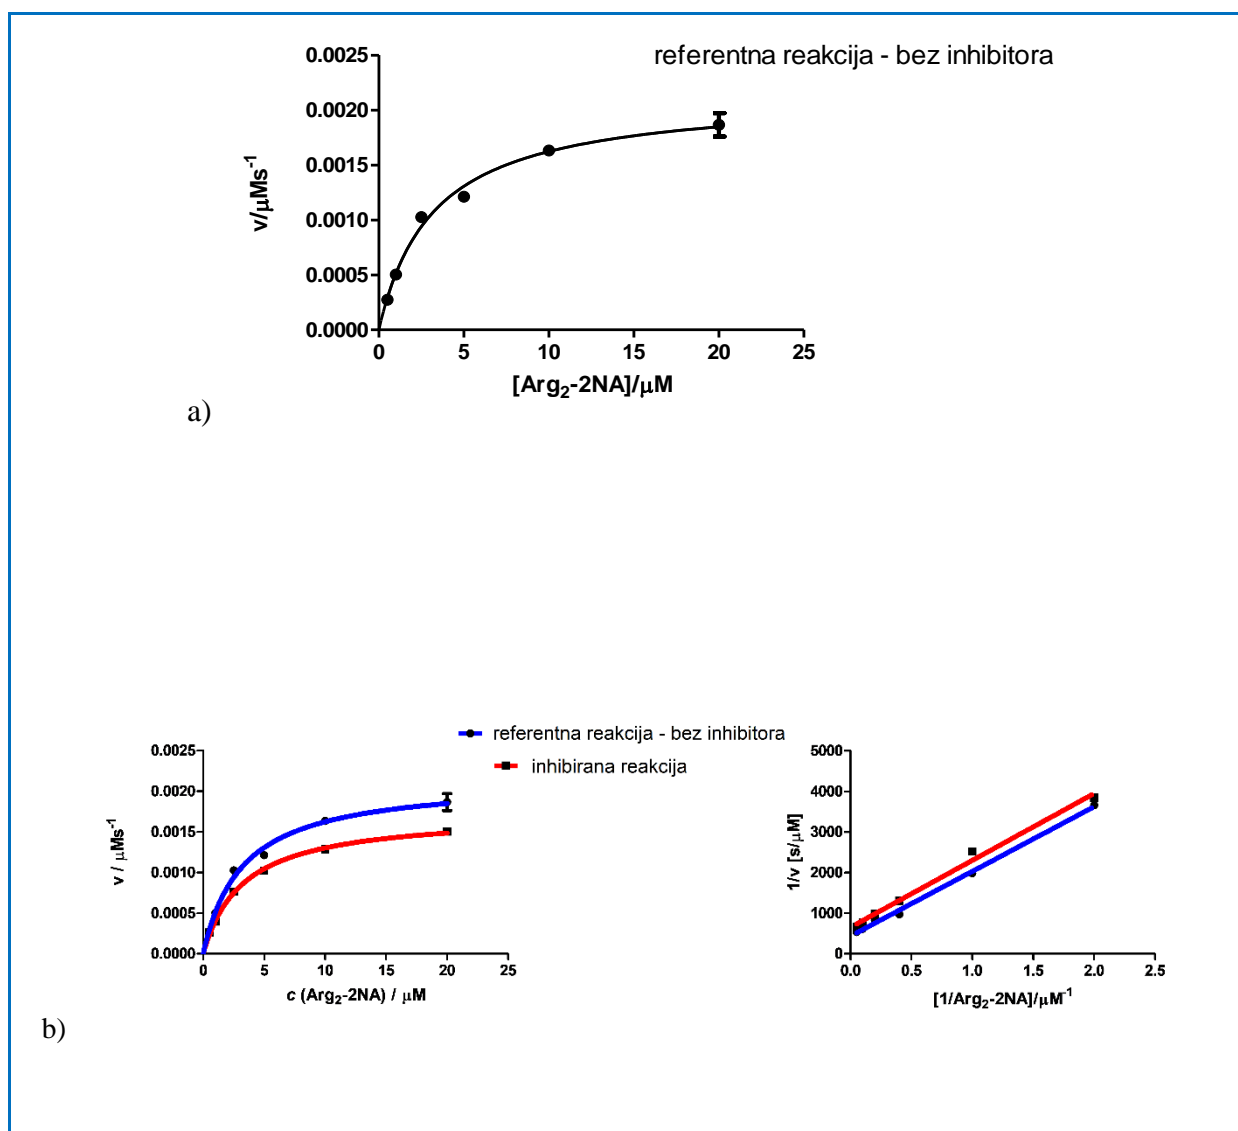 referentna reakcija - bez inhibitora
0.0025
0.0020
0.0015
0.0010
0.0005
0.0000
v/µMs⁻¹
0 5 10 15 20 25
[Arg₂-2NA]/µM
a)
referentna reakcija - bez inhibitora
inhibirana reakcija
0.0025
0.0020
0.0015
0.0010
0.0005
0.0000
v / µMs⁻¹
0 5 10 15 20 25
c (Arg₂-2NA) / µM
5000
4000
3000
2000
1000
0
1/v [s/µM]
0.0 0.5 1.0 1.5 2.0 2.5
[1/Arg₂-2NA]/µM⁻¹
b)